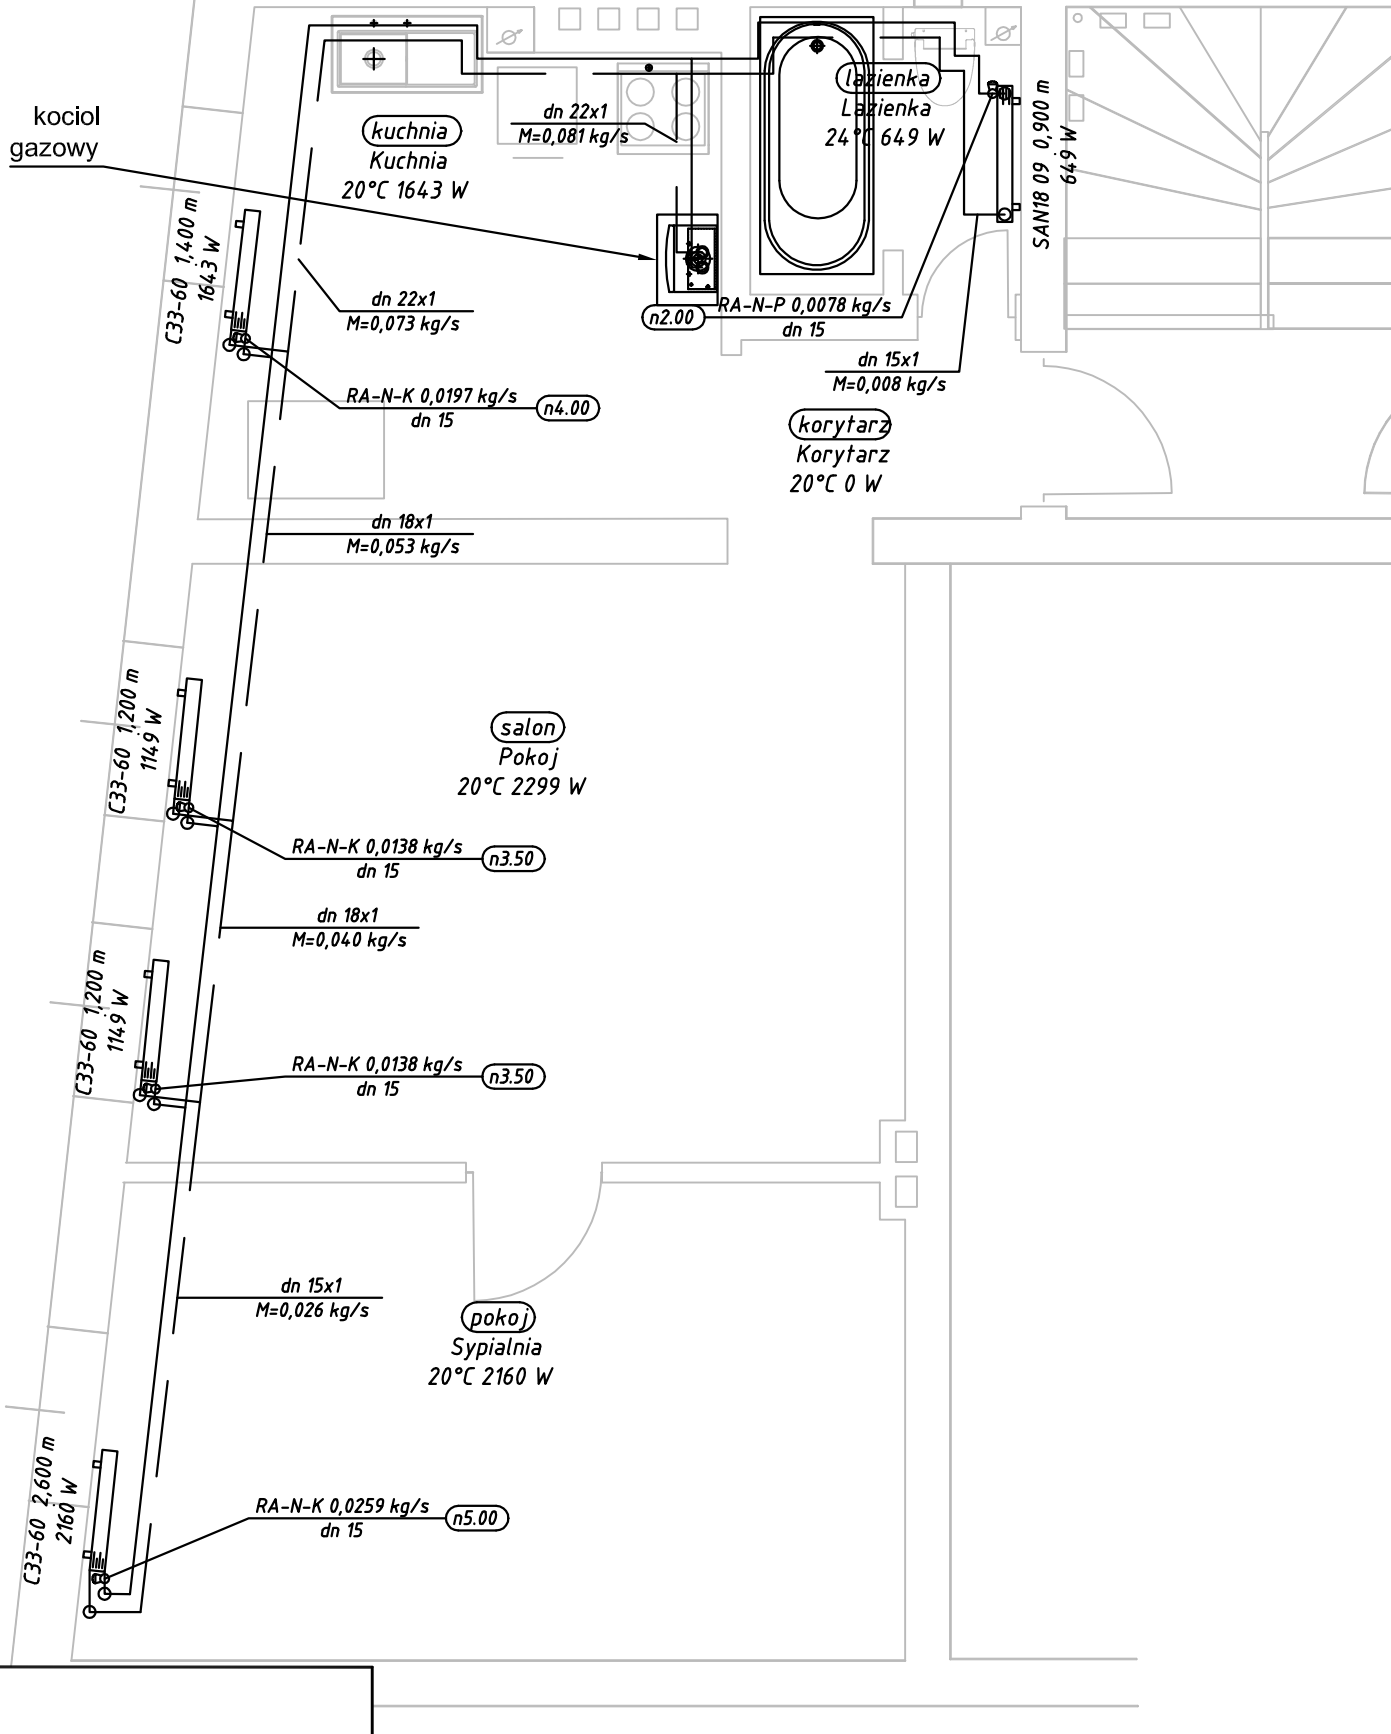 kociol
gazowy
kuchnia
Kuchnia
20°C 1643 W
dn 22x1
M=0,081 kg/s
lazienka
Lazienka
24°C 649 W
SAN18 09 0,900 m
649 W
C33-60 1,400 m
1643 W
dn 22x1
M=0,073 kg/s
n2.00
RA-N-P 0,0078 kg/s
dn 15
dn 15x1
M=0,008 kg/s
RA-N-K 0,0197 kg/s
dn 15
n4.00
korytarz
Korytarz
20°C 0 W
dn 18x1
M=0,053 kg/s
C33-60 1,200 m
1149 W
salon
Pokoj
20°C 2299 W
RA-N-K 0,0138 kg/s
dn 15
n3.50
dn 18x1
M=0,040 kg/s
C33-60 1,200 m
1149 W
RA-N-K 0,0138 kg/s
dn 15
n3.50
dn 15x1
M=0,026 kg/s
pokoj
Sypialnia
20°C 2160 W
C33-60 2,600 m
2160 W
RA-N-K 0,0259 kg/s
dn 15
n5.00